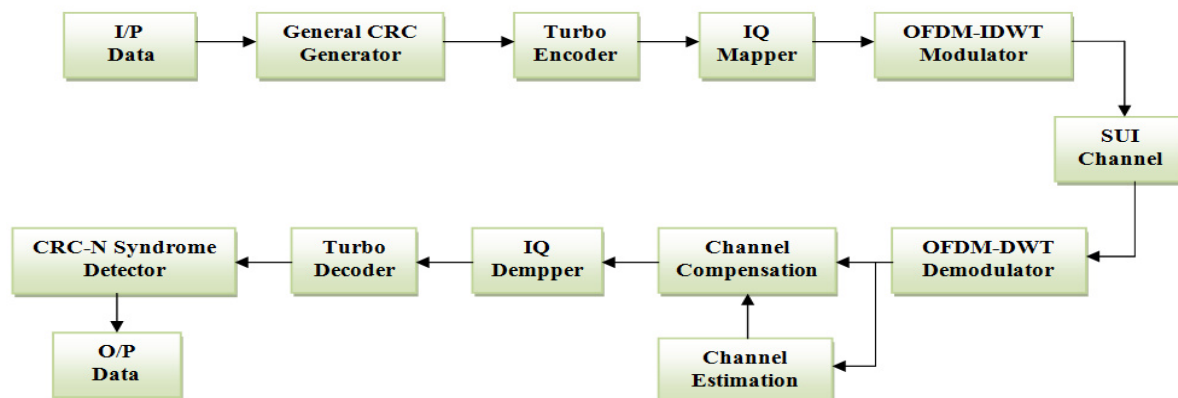 I/P
Data
General CRC
Generator
Turbo
Encoder
IQ
Mapper
OFDM-IDWT
Modulator
SUI
Channel
OFDM-DWT
Demodulator
Channel
Compensation
Channel
Estimation
IQ
Dempper
Turbo
Decoder
CRC-N Syndrome
Detector
O/P
Data